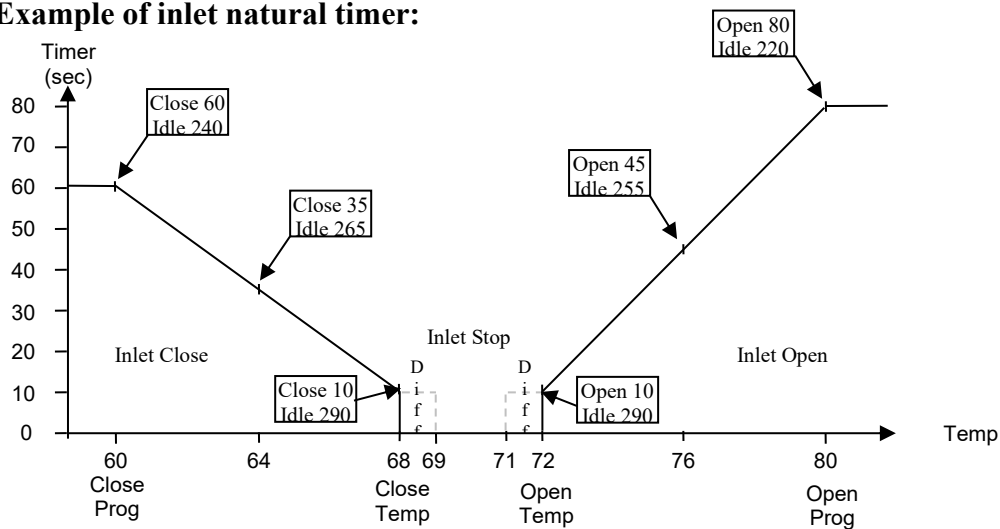 Example of inlet natural timer:
Timer
(sec)
Open 80
Idle 220
Close 60
Idle 240
Open 45
Idle 255
Close 35
Idle 265
Inlet Close
Inlet Stop
Inlet Open
Close 10
Idle 290
D
i
f
f
D
i
f
f
Open 10
Idle 290
80
70
60
50
40
30
20
10
0
Temp
60
64
68
69
71
72
76
80
Close
Prog
Close
Temp
Open
Temp
Open
Prog